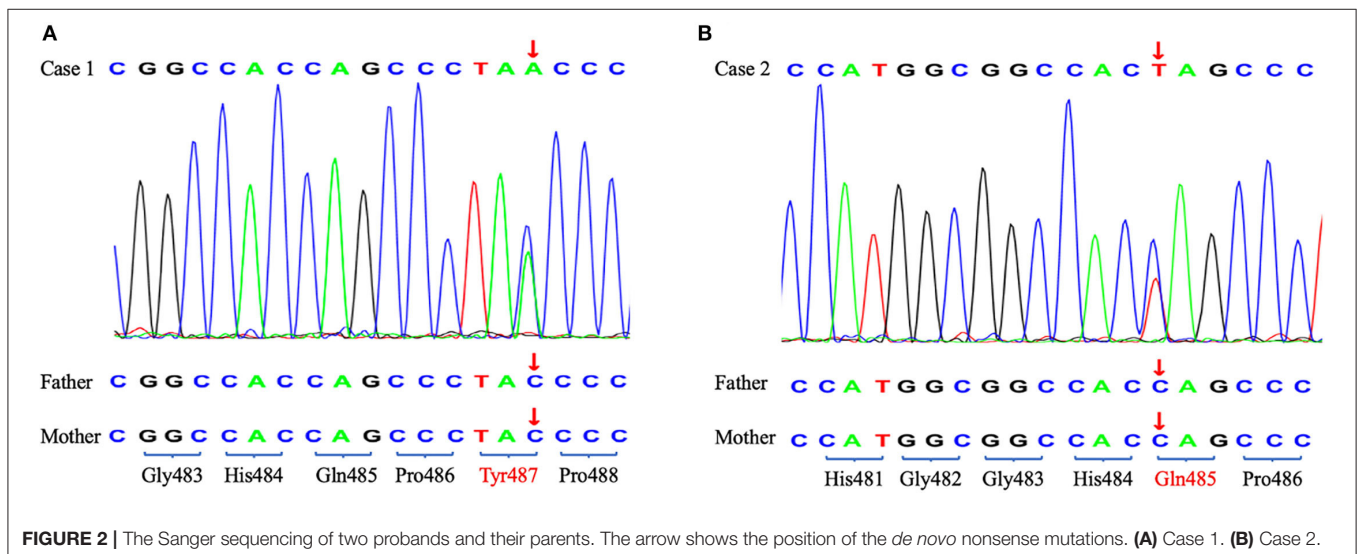 A
Case 1 C G G C C A C C A G C C C T A A C C C
Father C G G C C A C C A G C C C T A C C C C
Mother C G G C C A C C A G C C C T A C C C C
Gly483 His484 Gln485 Pro486 Tyr487 Pro488
B
Case 2 C C A T G G C G G C C A C T A G C C C
Father C C A T G G C G G C C A C C A G C C C
Mother C C A T G G C G G C C A C C A G C C C
His481 Gly482 Gly483 His484 Gln485 Pro486
FIGURE 2 | The Sanger sequencing of two probands and their parents. The arrow shows the position of the de novo nonsense mutations. (A) Case 1. (B) Case 2.